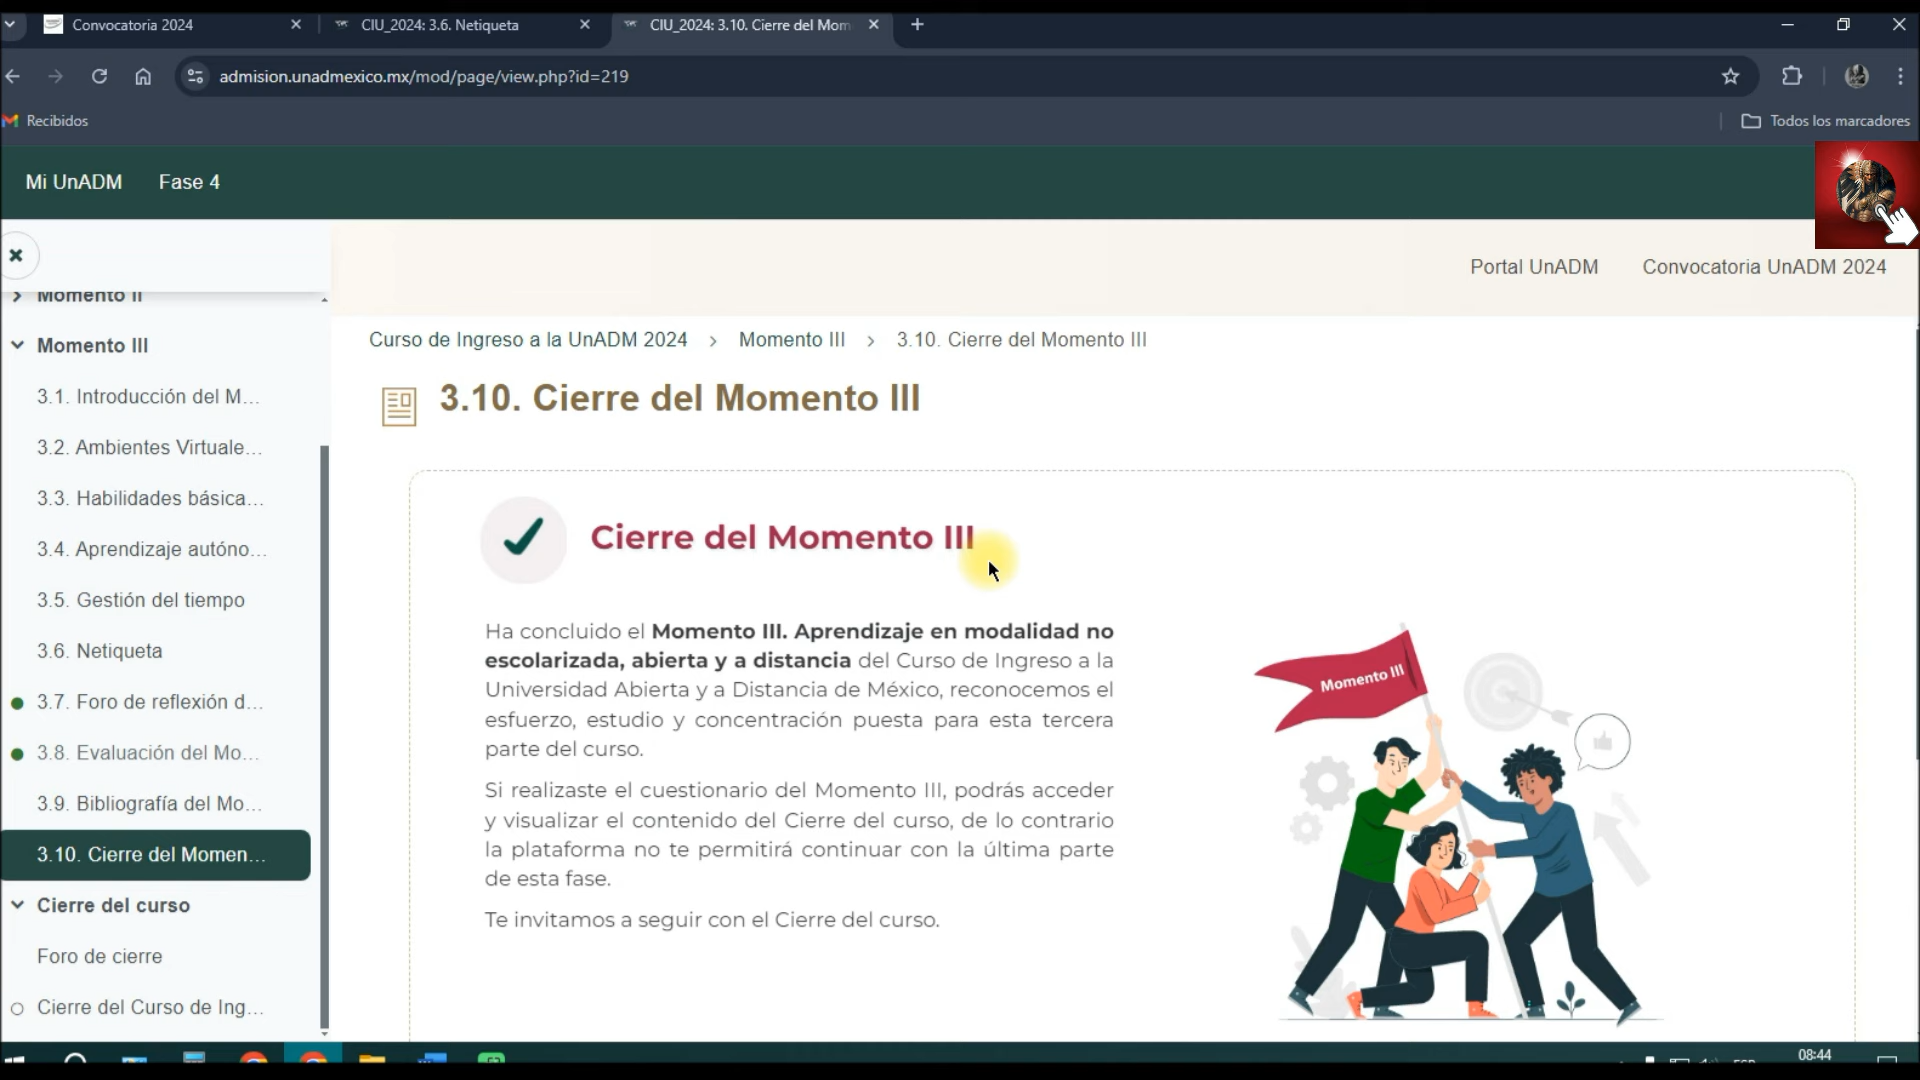 Convocatoria 2024
CIU_2024: 3.6. Netiqueta
CIU_2024: 3.10. Cierre del Mom
admision.unadmexico.mx/mod/page/view.php?id=219
Recibidos
Todos los marcadores
Mi UnADM
Fase 4
Portal UnADM
Convocatoria UnADM 2024
Momento II
Momento III
3.1. Introducción del M...
3.2. Ambientes Virtuale...
3.3. Habilidades básica...
3.4. Aprendizaje autóno...
3.5. Gestión del tiempo
3.6. Netiqueta
3.7. Foro de reflexión d...
3.8. Evaluación del Mo...
3.9. Bibliografía del Mo...
3.10. Cierre del Momen...
Cierre del curso
Foro de cierre
Cierre del Curso de Ing...
Curso de Ingreso a la UnADM 2024 > Momento III > 3.10. Cierre del Momento III
3.10. Cierre del Momento III
Cierre del Momento III
Ha concluido el Momento III. Aprendizaje en modalidad no
escolarizada, abierta y a distancia del Curso de Ingreso a la
Universidad Abierta y a Distancia de México, reconocemos el
esfuerzo, estudio y concentración puesta para esta tercera
parte del curso.
Si realizaste el cuestionario del Momento III, podrás acceder
y visualizar el contenido del Cierre del curso, de lo contrario
la plataforma no te permitirá continuar con la última parte
de esta fase.
Te invitamos a seguir con el Cierre del curso.
Momento III
08:44